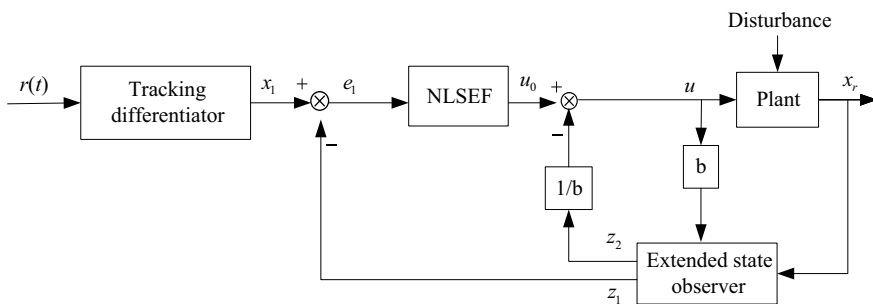 Disturbance
r(t)
Tracking
differentiator
x₁
+
e₁
−
NLSEF
u₀
+
−
u
Plant
xᵣ
1/b
b
z₂
z₁
Extended state
observer